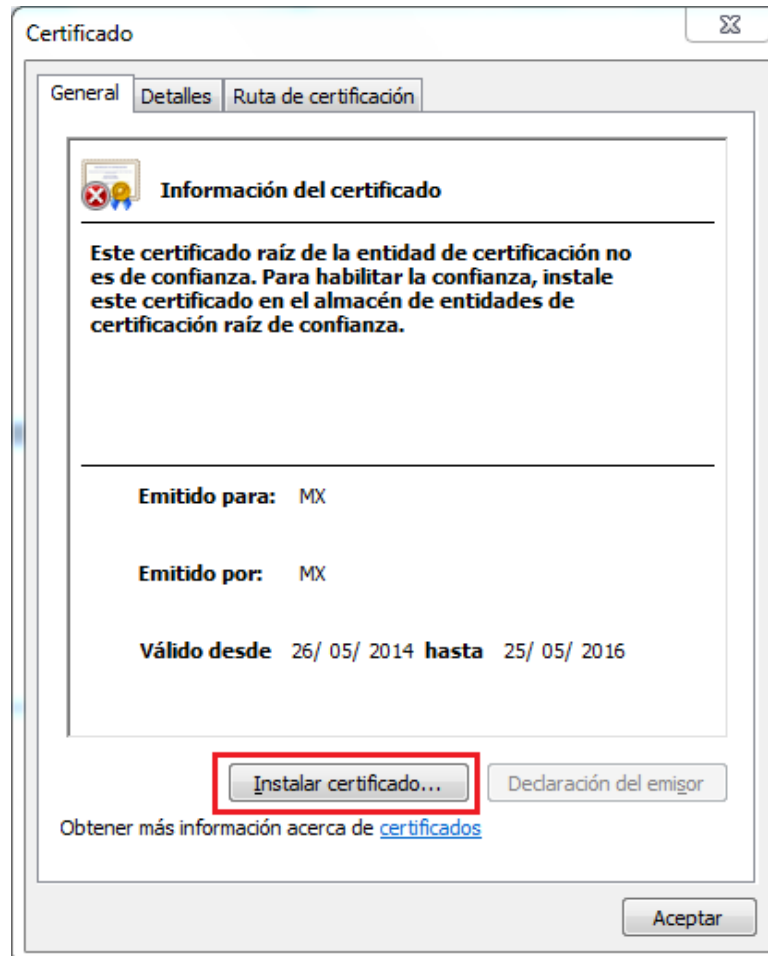 Certificado
General Detalles Ruta de certificación
Información del certificado
Este certificado raíz de la entidad de certificación no
es de confianza. Para habilitar la confianza, instale
este certificado en el almacén de entidades de
certificación raíz de confianza.
Emitido para: MX
Emitido por: MX
Válido desde 26/ 05/ 2014 hasta 25/ 05/ 2016
Instalar certificado... Declaración del emisor
Obtener más información acerca de certificados
Aceptar